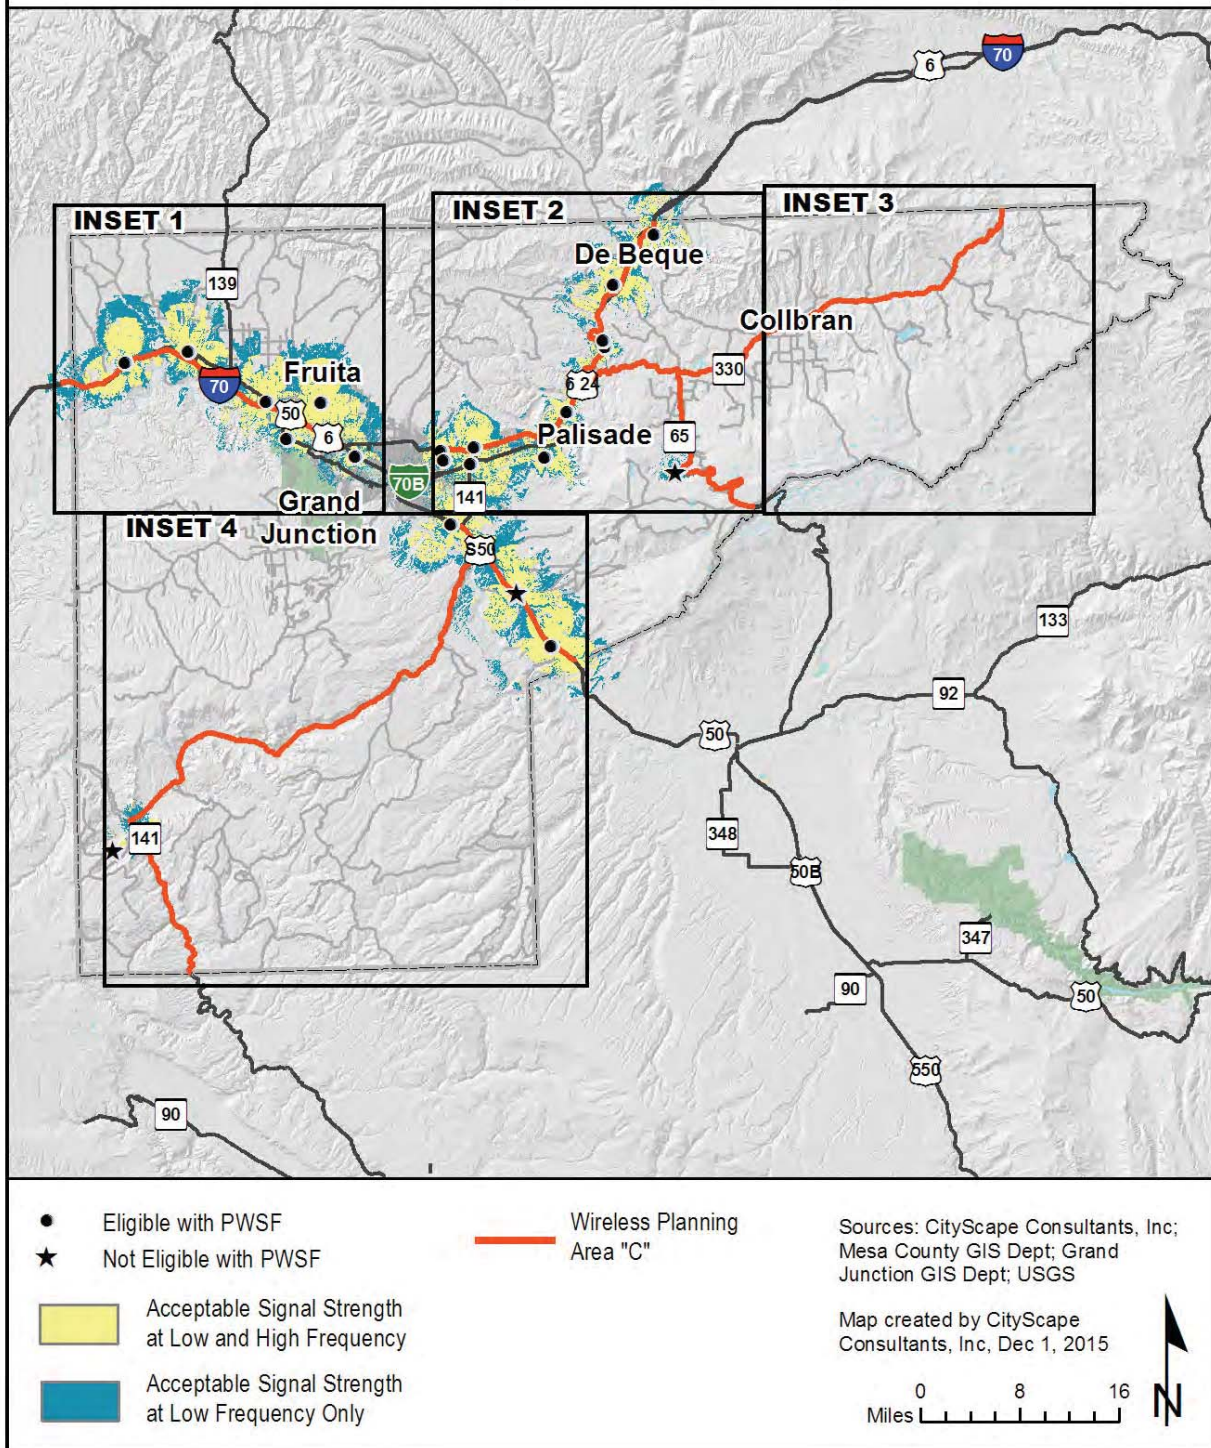 6
70
INSET 1
INSET 2
INSET 3
De Beque
139
Collbran
Fruita
70
50
6
6 24
330
65
Palisade
70B
141
Grand
Junction
INSET 4
S50
133
92
50
141
348
50B
347
90
50
550
90
Eligible with PWSF
Not Eligible with PWSF
Acceptable Signal Strength
at Low and High Frequency
Acceptable Signal Strength
at Low Frequency Only
Wireless Planning
Area "C"
Sources: CityScape Consultants, Inc;
Mesa County GIS Dept; Grand
Junction GIS Dept; USGS
Map created by CityScape
Consultants, Inc, Dec 1, 2015
0 8 16
Miles
N